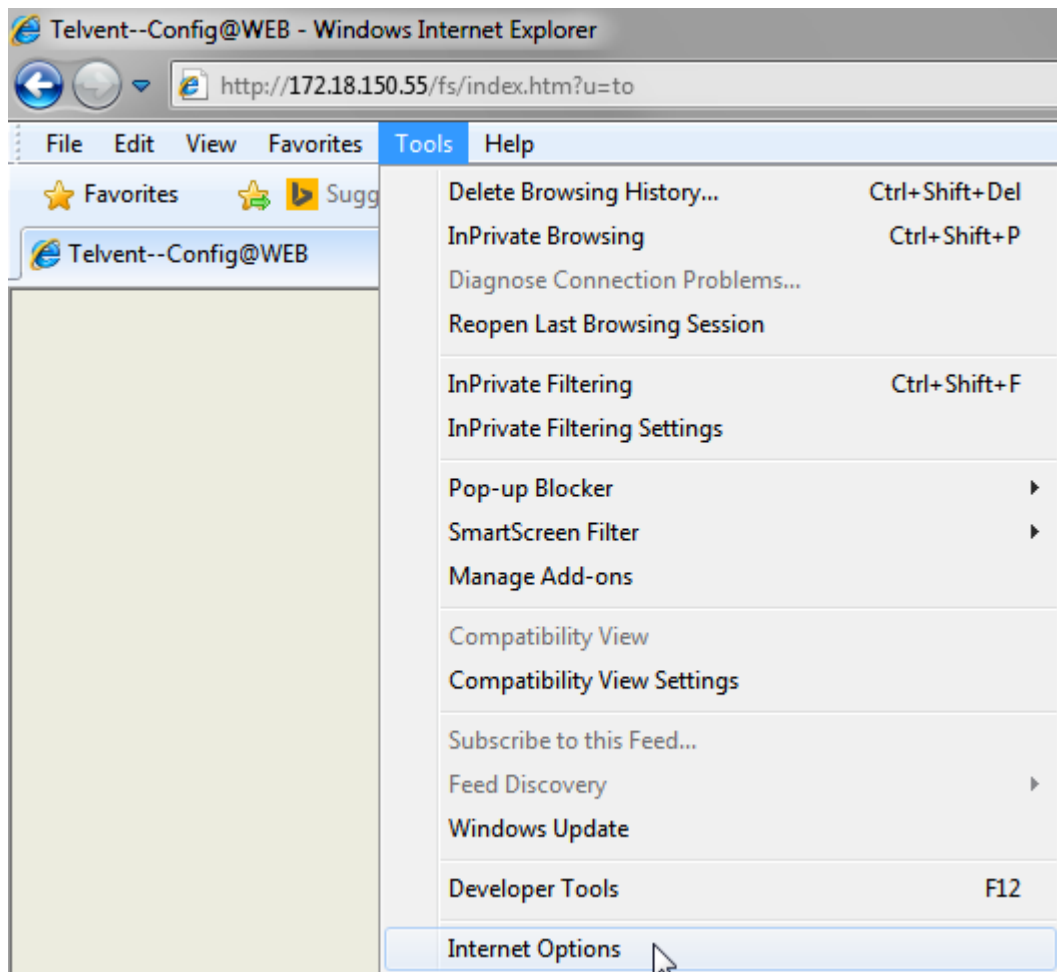 Telvent--Config@WEB - Windows Internet Explorer
http://172.18.150.55/fs/index.htm?u=to
File Edit View Favorites Tools Help
Favorites Sugg
Telvent--Config@WEB
Delete Browsing History... Ctrl+Shift+Del
InPrivate Browsing Ctrl+Shift+P
Diagnose Connection Problems...
Reopen Last Browsing Session
InPrivate Filtering Ctrl+Shift+F
InPrivate Filtering Settings
Pop-up Blocker
SmartScreen Filter
Manage Add-ons
Compatibility View
Compatibility View Settings
Subscribe to this Feed...
Feed Discovery
Windows Update
Developer Tools F12
Internet Options